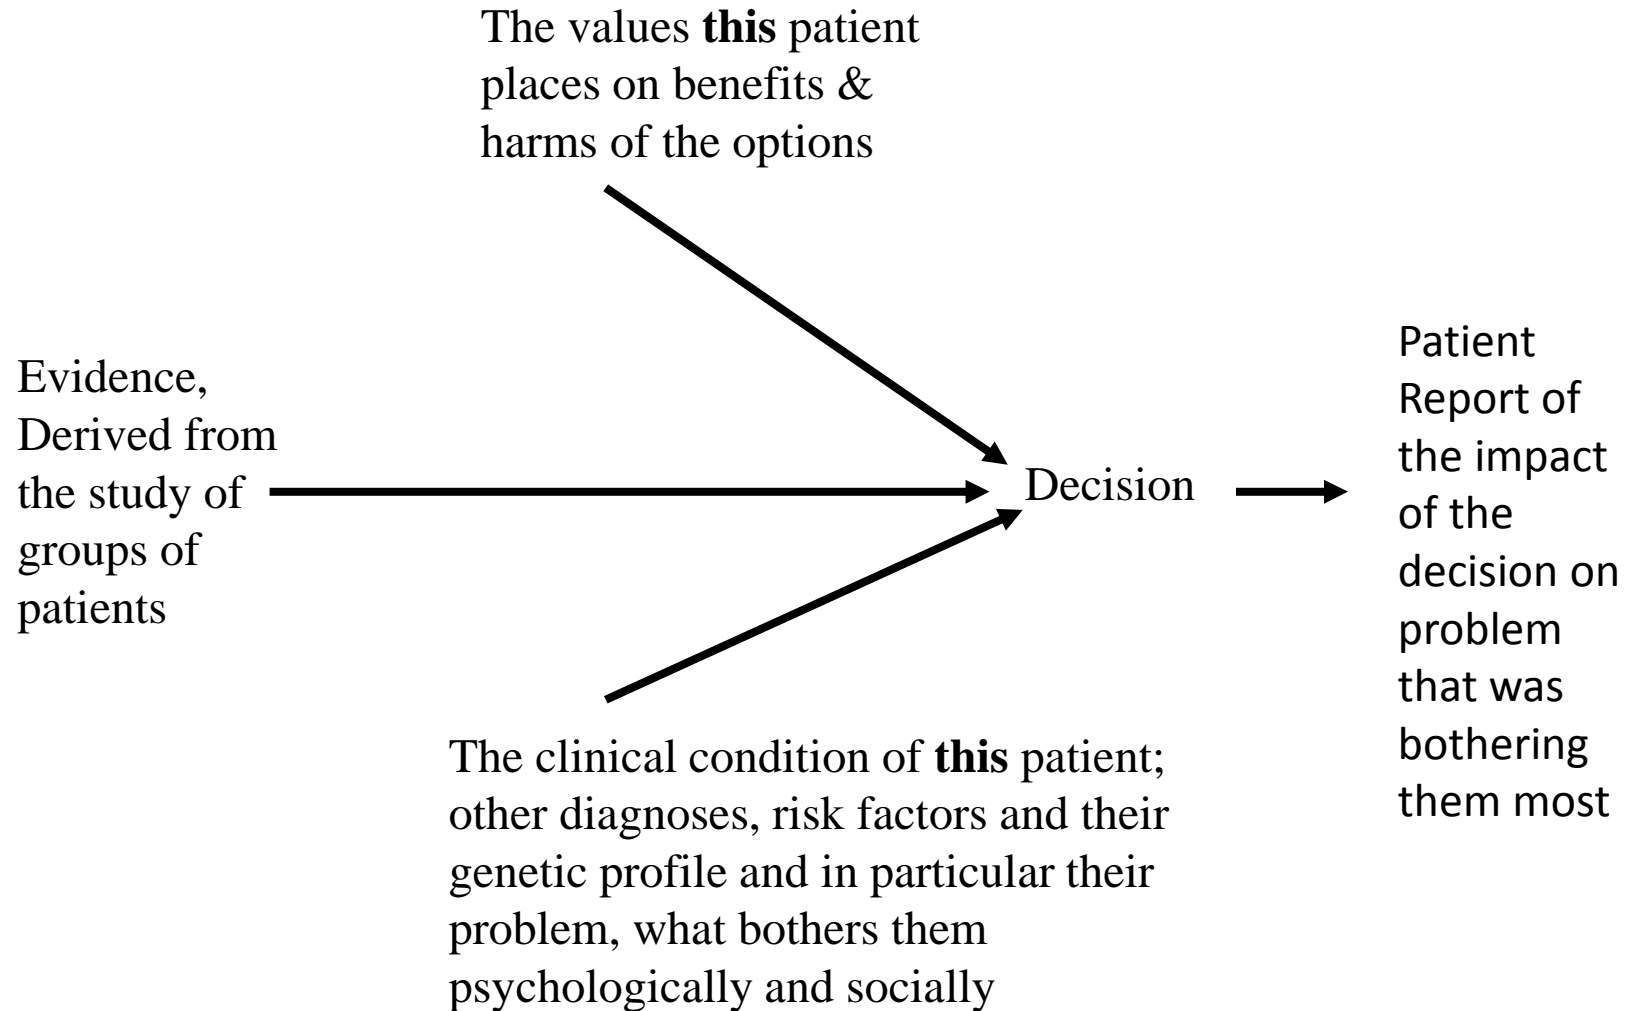 The values this patient
places on benefits &
harms of the options
Evidence,
Derived from
the study of
groups of
patients
Decision
Patient
Report of
the impact
of the
decision on
problem
that was
bothering
them most
The clinical condition of this patient;
other diagnoses, risk factors and their
genetic profile and in particular their
problem, what bothers them
psychologically and socially